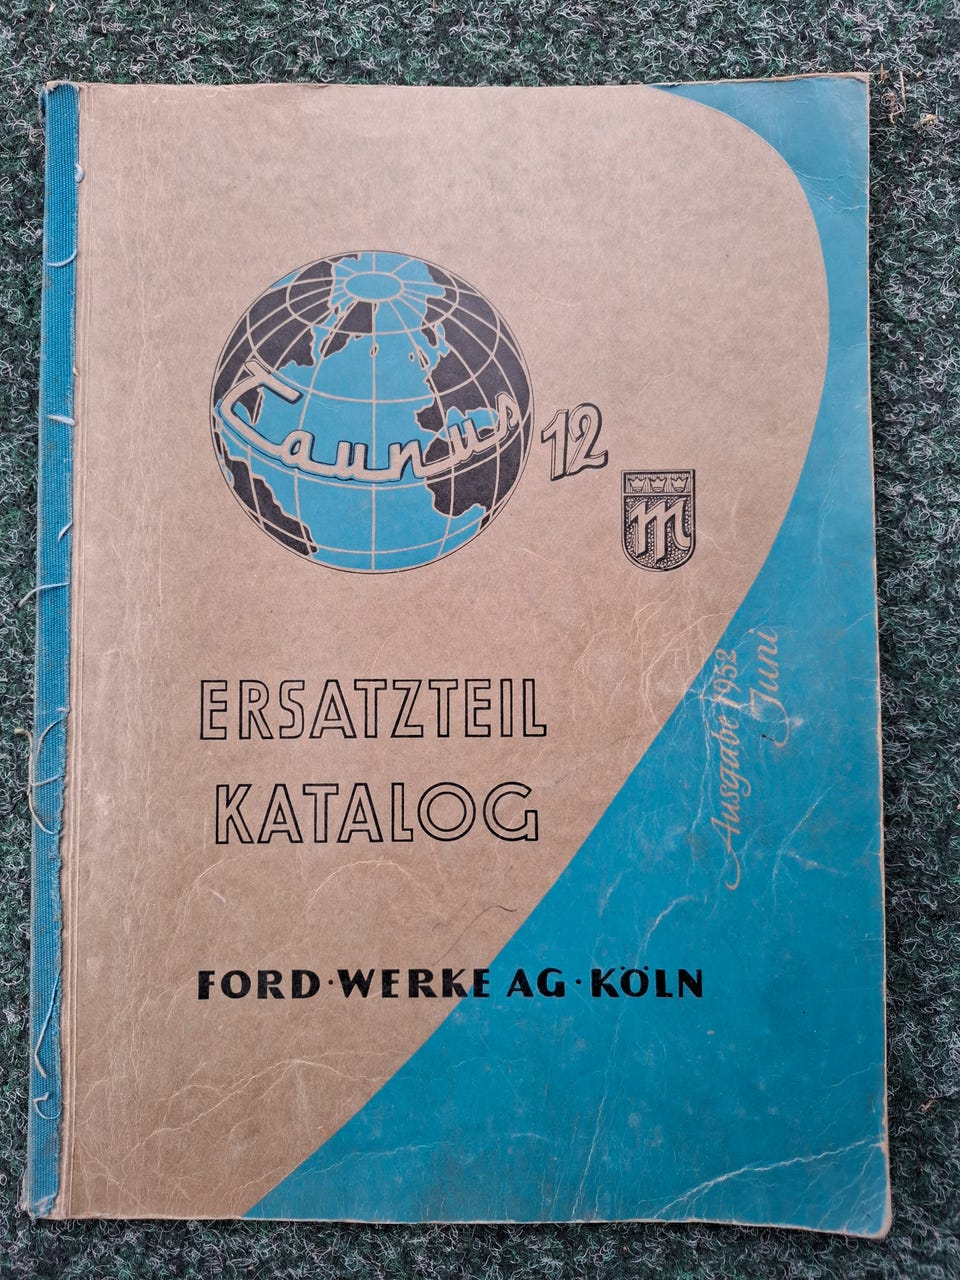 Taunus 12
M
ERSATZTEIL
KATALOG
Ausgabe 1952
Juni
FORD·WERKE AG·KÖLN